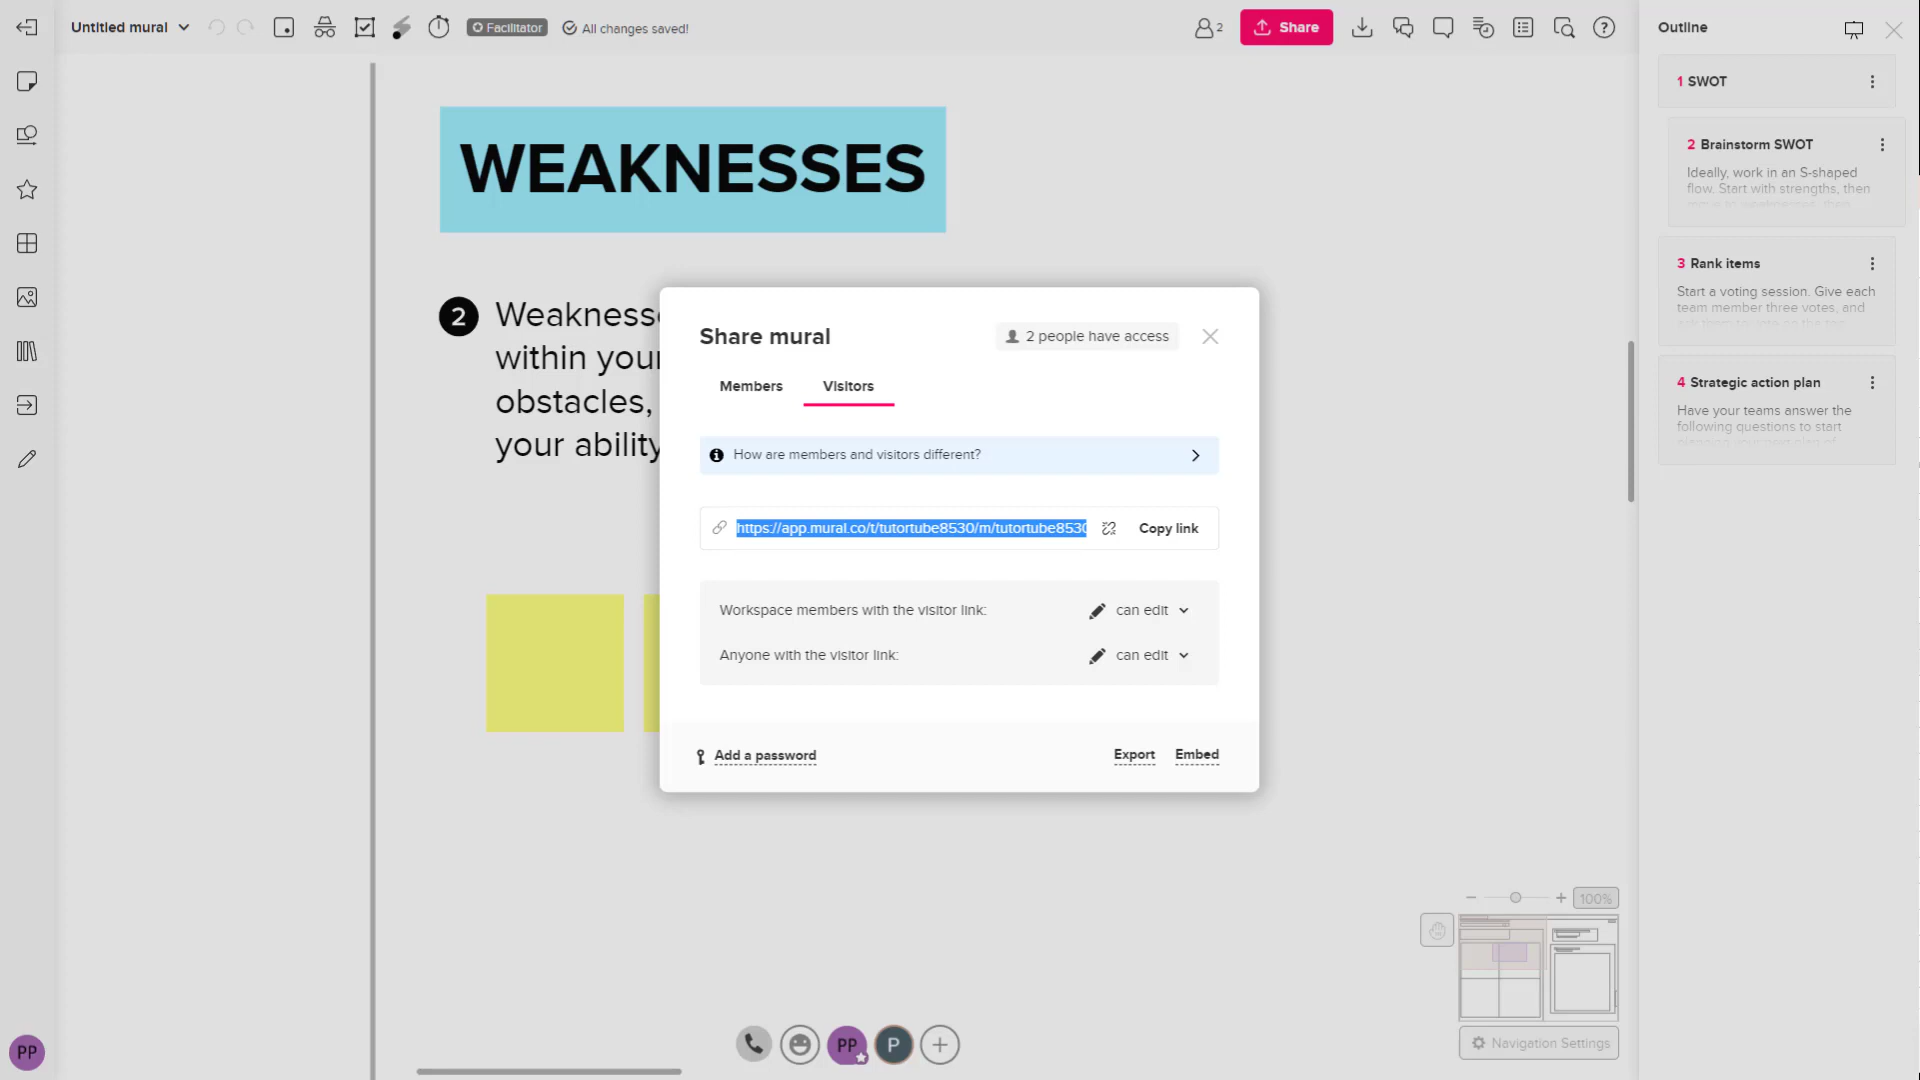 Untitled mural
Facilitator
All changes saved!
2
Share
Outline
1 SWOT
2 Brainstorm SWOT
Ideally, work in an S-shaped
flow. Start with strengths, then
3 Rank items
Start a voting session. Give each
team member three votes, and
4 Strategic action plan
Have your teams answer the
following questions to start
WEAKNESSES
2
within your
obstacles,
your ability
Share mural
2 people have access
Members
Visitors
How are members and visitors different?
https://app.mural.co/t/tutortube8530/m/tutortube8530
Copy link
Workspace members with the visitor link:
can edit
Anyone with the visitor link:
can edit
Add a password
Export
Embed
100%
Navigation Settings
PP
PP
P